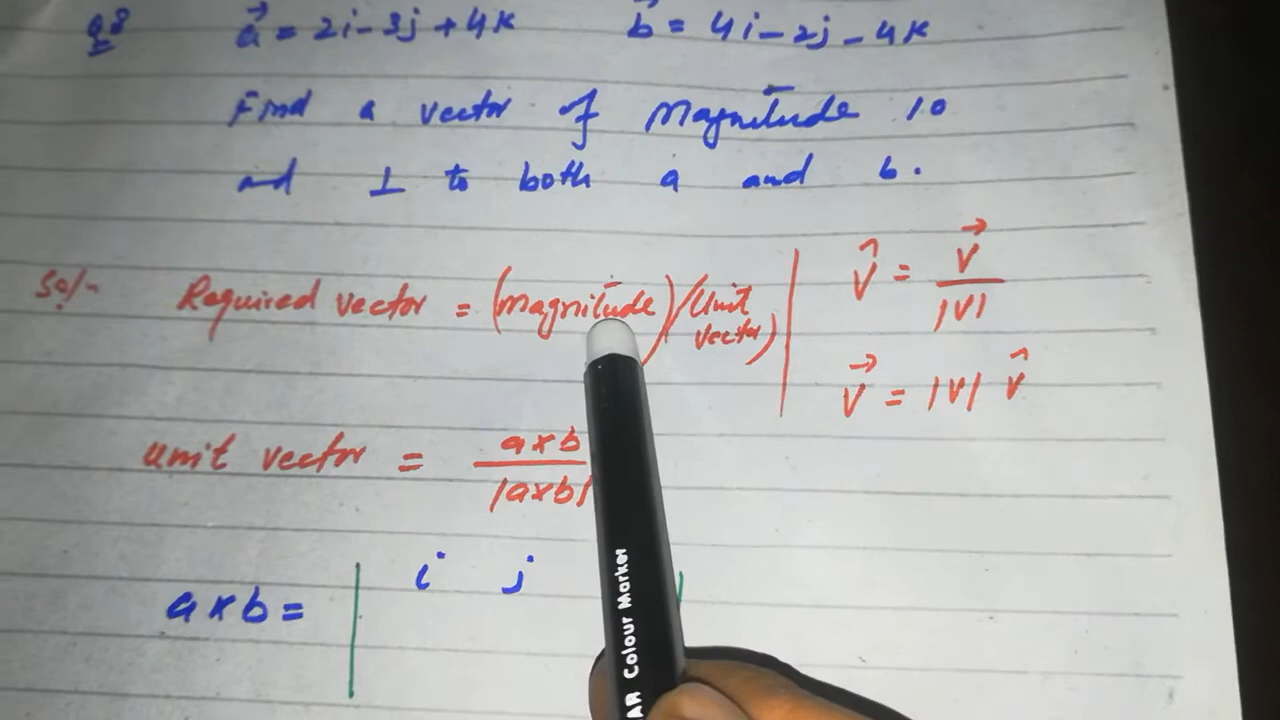 Q8 a⃗ = 2i - 3j + 4k b⃗ = 4i - 2j - 4k
Find a vector of Magnitude 10
and ⊥ to both a and b.
Sol- Required vector = (Magnitude) (Unit vector) | v̂ = v⃗ / |v|
v⃗ = |v| v̂
unit vector = a×b / |a×b|
a×b = | i j |
AR Colour Marker